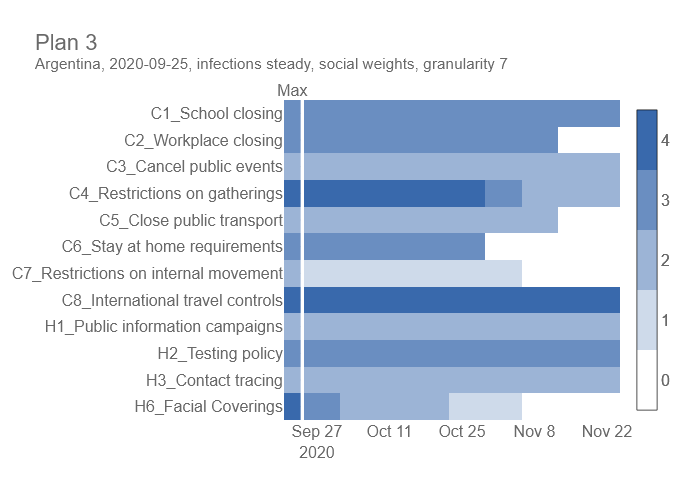 Plan 3
Argentina, 2020-09-25, infections steady, social weights, granularity 7
Max
C1_School closing
C2_Workplace closing
C3_Cancel public events
C4_Restrictions on gatherings
C5_Close public transport
C6_Stay at home requirements
C7_Restrictions on internal movement
C8_International travel controls
H1_Public information campaigns
H2_Testing policy
H3_Contact tracing
H6_Facial Coverings
4
3
2
1
0
Sep 27 Oct 11 Oct 25 Nov 8 Nov 22
2020